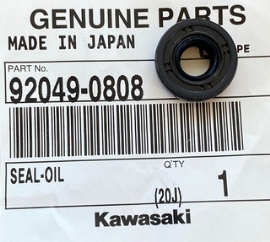 GENUINE PARTS
MADE IN JAPAN
PART No.
92049-0808
SEAL-OIL
Q'TY
(20J)
1
Kawasaki